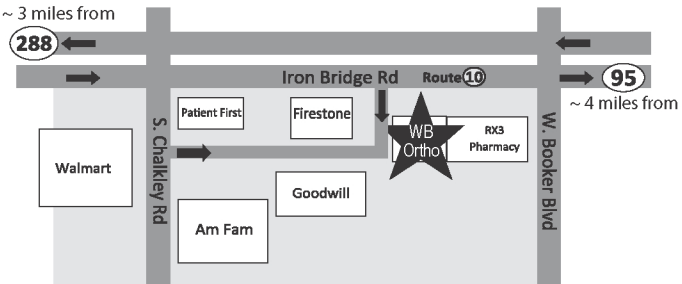 ~ 3 miles from
288
Iron Bridge Rd
Route 10
95
~ 4 miles from
S. Chalkley Rd
Patient First
Firestone
WB
Ortho
RX3
Pharmacy
W. Booker Blvd
Walmart
Goodwill
Am Fam